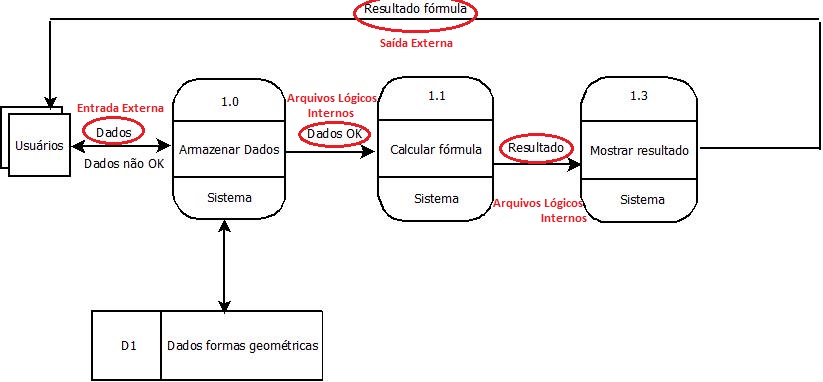 Resultado fórmula
Saída Externa
Entrada Externa
Dados
Dados não OK
Usuários
1.0
Armazenar Dados
Sistema
Arquivos Lógicos
Internos
Dados OK
1.1
Calcular fórmula
Sistema
Resultado
Arquivos Lógicos
Internos
1.3
Mostrar resultado
Sistema
D1
Dados formas geométricas